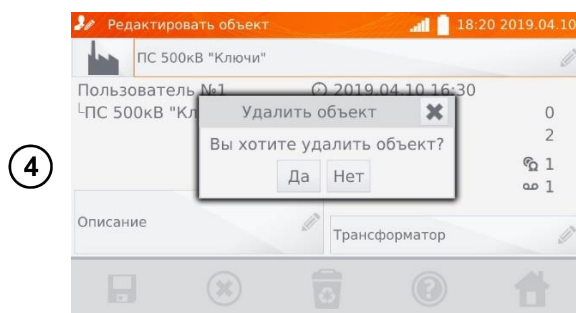 Редактировать объект 18:20 2019.04.10
ПС 500кВ "Ключи"
Пользователь №1 2019.04.10 16:30
ПС 500кВ "Кл 0
Удалить объект
2
Вы хотите удалить объект?
4
1
Да Нет
1
Описание
Трансформатор